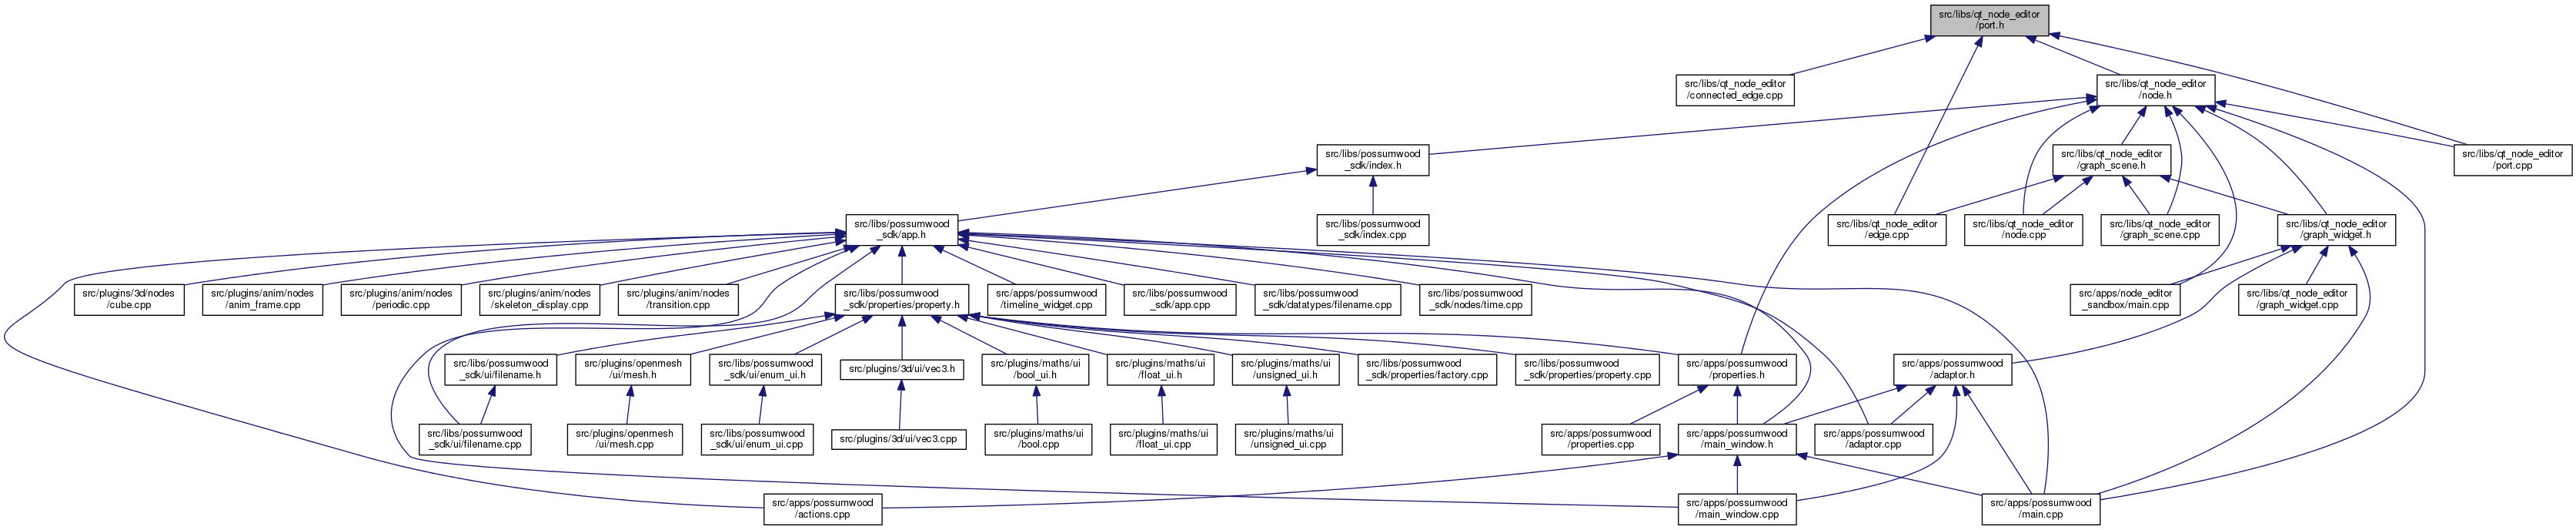 src/libs/qt_node_editor
/port.h
src/libs/qt_node_editor
/connected_edge.cpp
src/libs/qt_node_editor
/node.h
src/libs/possumwood
_sdk/index.h
src/libs/qt_node_editor
/graph_scene.h
src/libs/qt_node_editor
/port.cpp
src/libs/possumwood
_sdk/app.h
src/libs/possumwood
_sdk/index.cpp
src/libs/qt_node_editor
/edge.cpp
src/libs/qt_node_editor
/node.cpp
src/libs/qt_node_editor
/graph_scene.cpp
src/libs/qt_node_editor
/graph_widget.h
src/plugins/3d/nodes
/cube.cpp
src/plugins/anim/nodes
/anim_frame.cpp
src/plugins/anim/nodes
/periodic.cpp
src/plugins/anim/nodes
/skeleton_display.cpp
src/plugins/anim/nodes
/transition.cpp
src/libs/possumwood
_sdk/properties/property.h
src/apps/possumwood
/timeline_widget.cpp
src/libs/possumwood
_sdk/app.cpp
src/libs/possumwood
_sdk/datatypes/filename.cpp
src/libs/possumwood
_sdk/nodes/time.cpp
src/apps/node_editor
_sandbox/main.cpp
src/libs/qt_node_editor
/graph_widget.cpp
src/libs/possumwood
_sdk/ui/filename.h
src/plugins/openmesh
/ui/mesh.h
src/libs/possumwood
_sdk/ui/enum_ui.h
src/plugins/3d/ui/vec3.h
src/plugins/maths/ui
/bool_ui.h
src/plugins/maths/ui
/float_ui.h
src/plugins/maths/ui
/unsigned_ui.h
src/libs/possumwood
_sdk/properties/factory.cpp
src/libs/possumwood
_sdk/properties/property.cpp
src/apps/possumwood
/properties.h
src/apps/possumwood
/adaptor.h
src/libs/possumwood
_sdk/ui/filename.cpp
src/plugins/openmesh
/ui/mesh.cpp
src/libs/possumwood
_sdk/ui/enum_ui.cpp
src/plugins/3d/ui/vec3.cpp
src/plugins/maths/ui
/bool.cpp
src/plugins/maths/ui
/float_ui.cpp
src/plugins/maths/ui
/unsigned_ui.cpp
src/apps/possumwood
/properties.cpp
src/apps/possumwood
/main_window.h
src/apps/possumwood
/adaptor.cpp
src/apps/possumwood
/actions.cpp
src/apps/possumwood
/main_window.cpp
src/apps/possumwood
/main.cpp